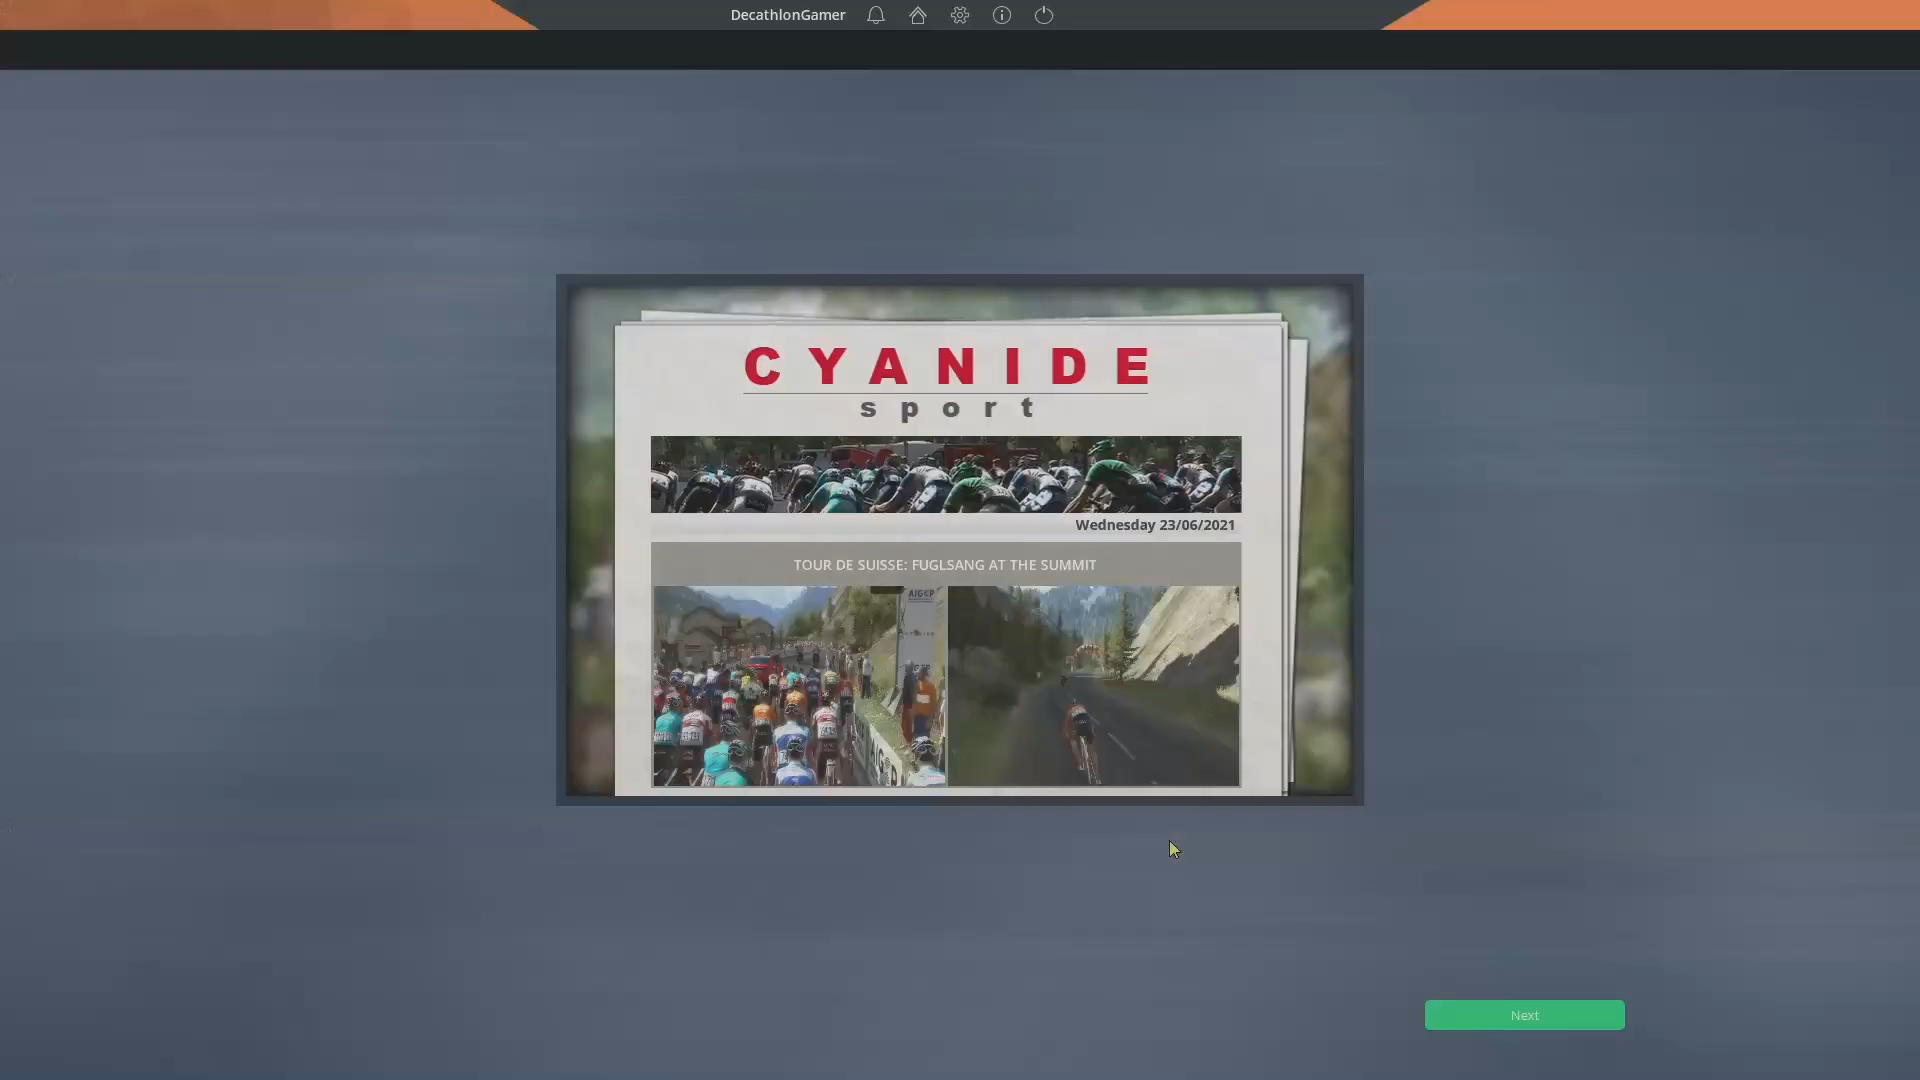 DecathlonGamer
CYANIDE
sport
Wednesday 23/06/2021
TOUR DE SUISSE: FUGLSANG AT THE SUMMIT
Next